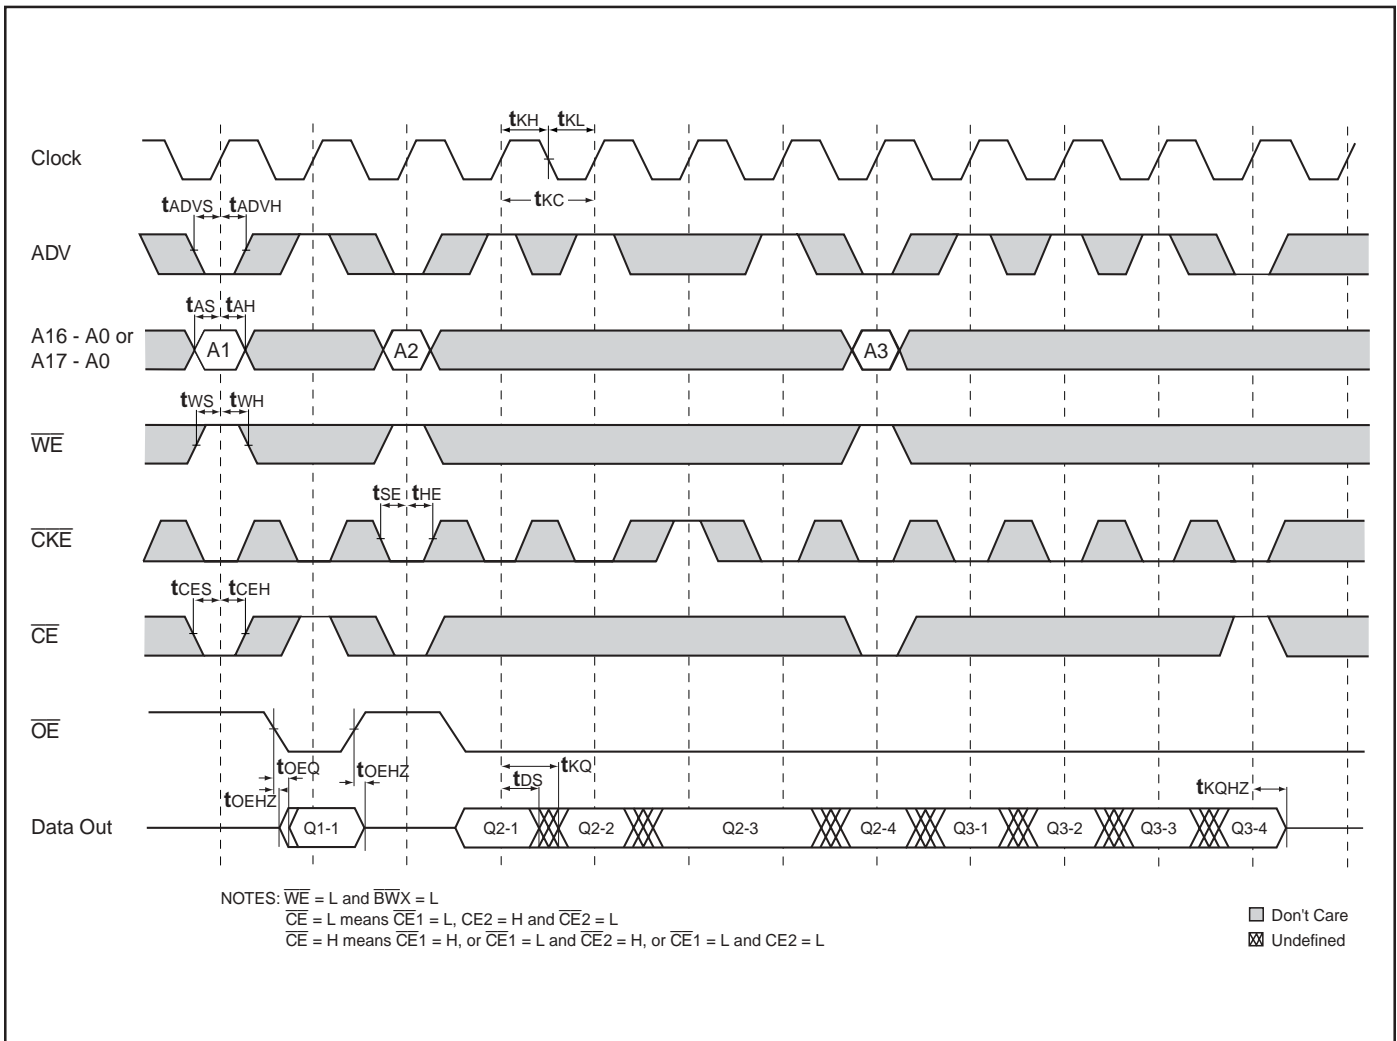 tKH tKL
Clock
tKC
tADVS tADVH
ADV
tAS tAH
A16 - A0 or
A17 - A0
A1 A2 A3
tWS tWH
WE
tSE tHE
CKE
tCES tCEH
CE
OE
tOEQ tOEHZ tKQ
tDS
tOEHZ tKQHZ
Data Out Q1-1 Q2-1 Q2-2 Q2-3 Q2-4 Q3-1 Q3-2 Q3-3 Q3-4
NOTES: WE = L and BWX = L
CE = L means CE1 = L, CE2 = H and CE2 = L
CE = H means CE1 = H, or CE1 = L and CE2 = H, or CE1 = L and CE2 = L
Don't Care
Undefined